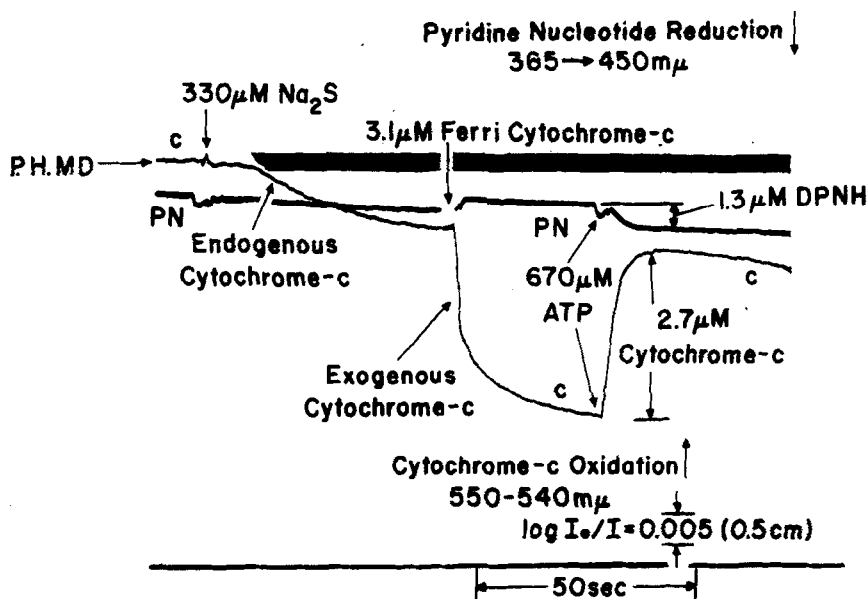 Pyridine Nucleotide Reduction
365→450mμ
330μM Na₂S
c
3.1μM Ferri Cytochrome-c
P.H.MD
PN
1.3μM DPNH
PN
Endogenous
Cytochrome-c
670μM
ATP
c
2.7μM
Cytochrome-c
Exogenous
Cytochrome-c
c
Cytochrome-c Oxidation
550-540mμ
log I₀/I=0.005 (0.5cm)
50sec